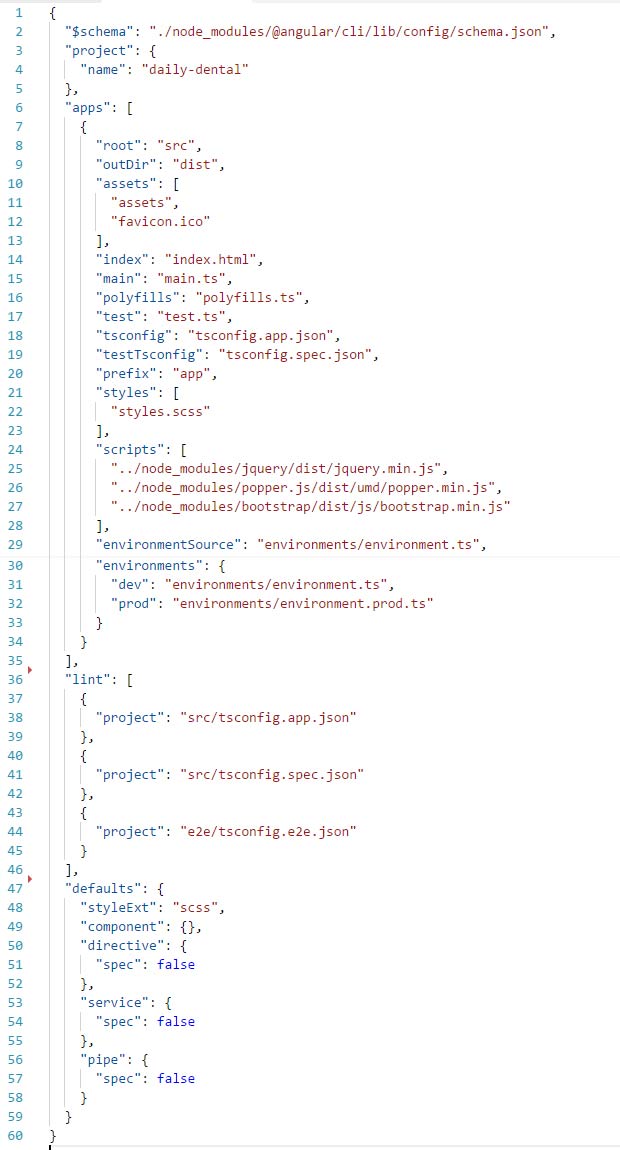 1 {
2   "$schema": "./node_modules/@angular/cli/lib/config/schema.json",
3   "project": {
4     "name": "daily-dental"
5   },
6   "apps": [
7     {
8       "root": "src",
9       "outDir": "dist",
10       "assets": [
11         "assets",
12         "favicon.ico"
13       ],
14       "index": "index.html",
15       "main": "main.ts",
16       "polyfills": "polyfills.ts",
17       "test": "test.ts",
18       "tsconfig": "tsconfig.app.json",
19       "testTsconfig": "tsconfig.spec.json",
20       "prefix": "app",
21       "styles": [
22         "styles.scss"
23       ],
24       "scripts": [
25         "../node_modules/jquery/dist/jquery.min.js",
26         "../node_modules/popper.js/dist/umd/popper.min.js",
27         "../node_modules/bootstrap/dist/js/bootstrap.min.js"
28       ],
29       "environmentSource": "environments/environment.ts",
30       "environments": {
31         "dev": "environments/environment.ts",
32         "prod": "environments/environment.prod.ts"
33       }
34     }
35   ],
36   "lint": [
37     {
38       "project": "src/tsconfig.app.json"
39     },
40     {
41       "project": "src/tsconfig.spec.json"
42     },
43     {
44       "project": "e2e/tsconfig.e2e.json"
45     }
46   ],
47   "defaults": {
48     "styleExt": "scss",
49     "component": {},
50     "directive": {
51       "spec": false
52     },
53     "service": {
54       "spec": false
55     },
56     "pipe": {
57       "spec": false
58     }
59   }
60 }